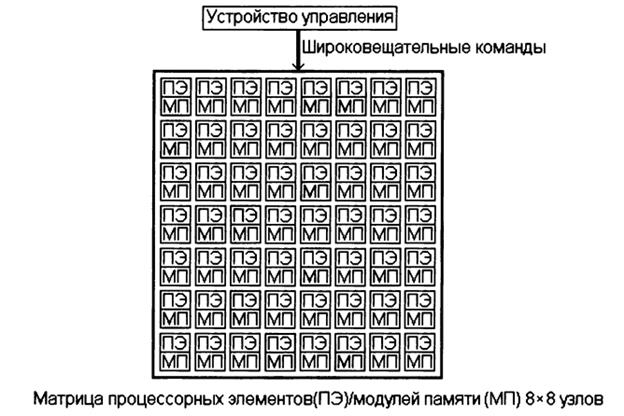 Устройство управления
Широковещательные команды
ПЭ ПЭ ПЭ ПЭ ПЭ ПЭ ПЭ ПЭ
МП МП МП МП МП МП МП МП
ПЭ ПЭ ПЭ ПЭ ПЭ ПЭ ПЭ ПЭ
МП МП МП МП МП МП МП МП
ПЭ ПЭ ПЭ ПЭ ПЭ ПЭ ПЭ ПЭ
МП МП МП МП МП МП МП МП
ПЭ ПЭ ПЭ ПЭ ПЭ ПЭ ПЭ ПЭ
МП МП МП МП МП МП МП МП
ПЭ ПЭ ПЭ ПЭ ПЭ ПЭ ПЭ ПЭ
МП МП МП МП МП МП МП МП
ПЭ ПЭ ПЭ ПЭ ПЭ ПЭ ПЭ ПЭ
МП МП МП МП МП МП МП МП
ПЭ ПЭ ПЭ ПЭ ПЭ ПЭ ПЭ ПЭ
МП МП МП МП МП МП МП МП
Матрица процессорных элементов(ПЭ)/модулей памяти (МП) 8×8 узлов